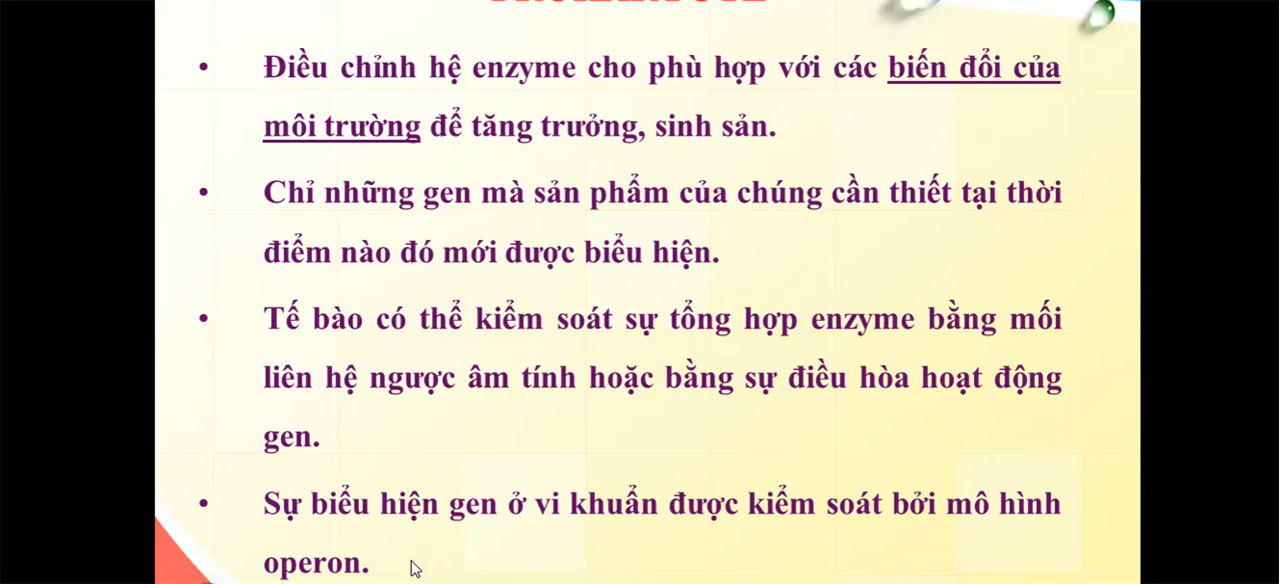 • Điều chỉnh hệ enzyme cho phù hợp với các biến đổi của
môi trường để tăng trưởng, sinh sản.
• Chỉ những gen mà sản phẩm của chúng cần thiết tại thời
điểm nào đó mới được biểu hiện.
• Tế bào có thể kiểm soát sự tổng hợp enzyme bằng mối
liên hệ ngược âm tính hoặc bằng sự điều hòa hoạt động
gen.
• Sự biểu hiện gen ở vi khuẩn được kiểm soát bởi mô hình
operon.